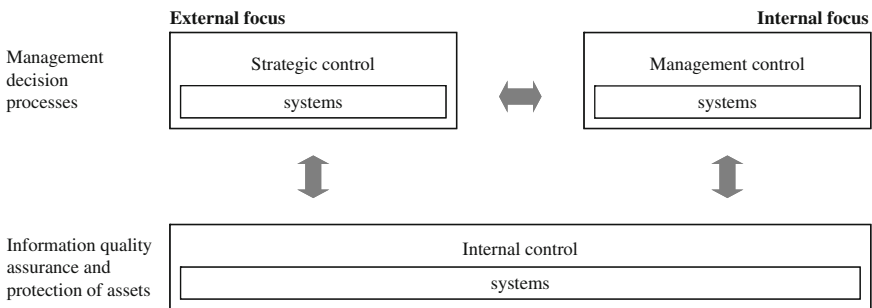 External focus
Internal focus
Management
decision
processes
Strategic control
systems
Management control
systems
Information quality
assurance and
protection of assets
Internal control
systems